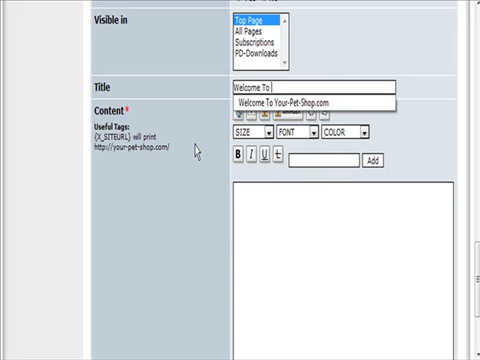 Visible in
Top Page
All Pages
Subscriptions
PD-Downloads
Title
Welcome To
Welcome To Your-Pet-Shop.com
Content *
Useful Tags:
{X_SITEURL} will print
http://your-pet-shop.com/
SIZE FONT COLOR
B I U t Add